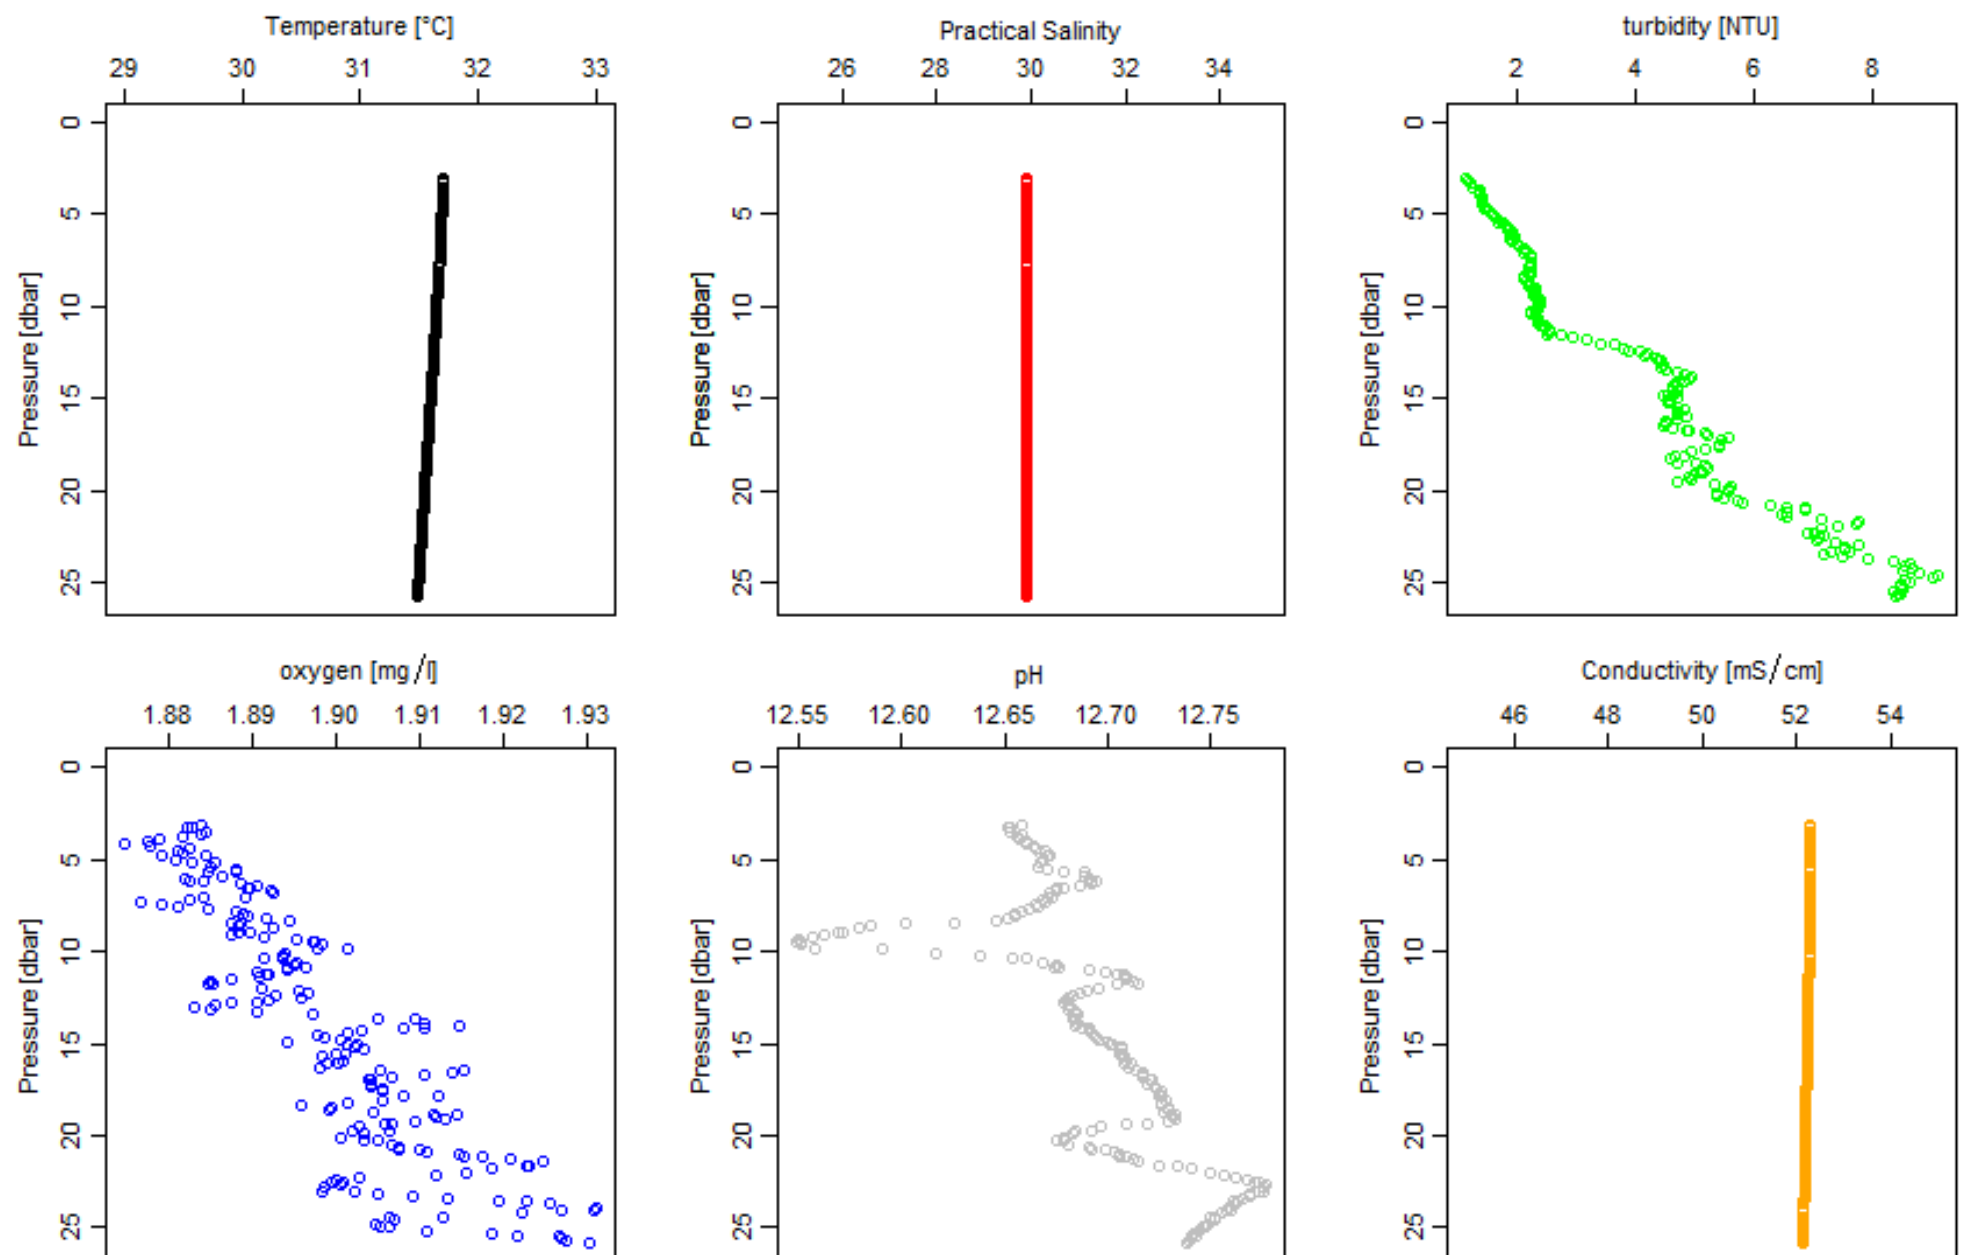 Temperature [°C]
29 30 31 32 33
Pressure [dbar]
0 5 10 15 20 25
Practical Salinity
26 28 30 32 34
Pressure [dbar]
0 5 10 15 20 25
turbidity [NTU]
2 4 6 8
Pressure [dbar]
0 5 10 15 20 25
oxygen [mg/l]
1.88 1.89 1.90 1.91 1.92 1.93
Pressure [dbar]
0 5 10 15 20 25
pH
12.55 12.60 12.65 12.70 12.75
Pressure [dbar]
0 5 10 15 20 25
Conductivity [mS/cm]
46 48 50 52 54
Pressure [dbar]
0 5 10 15 20 25